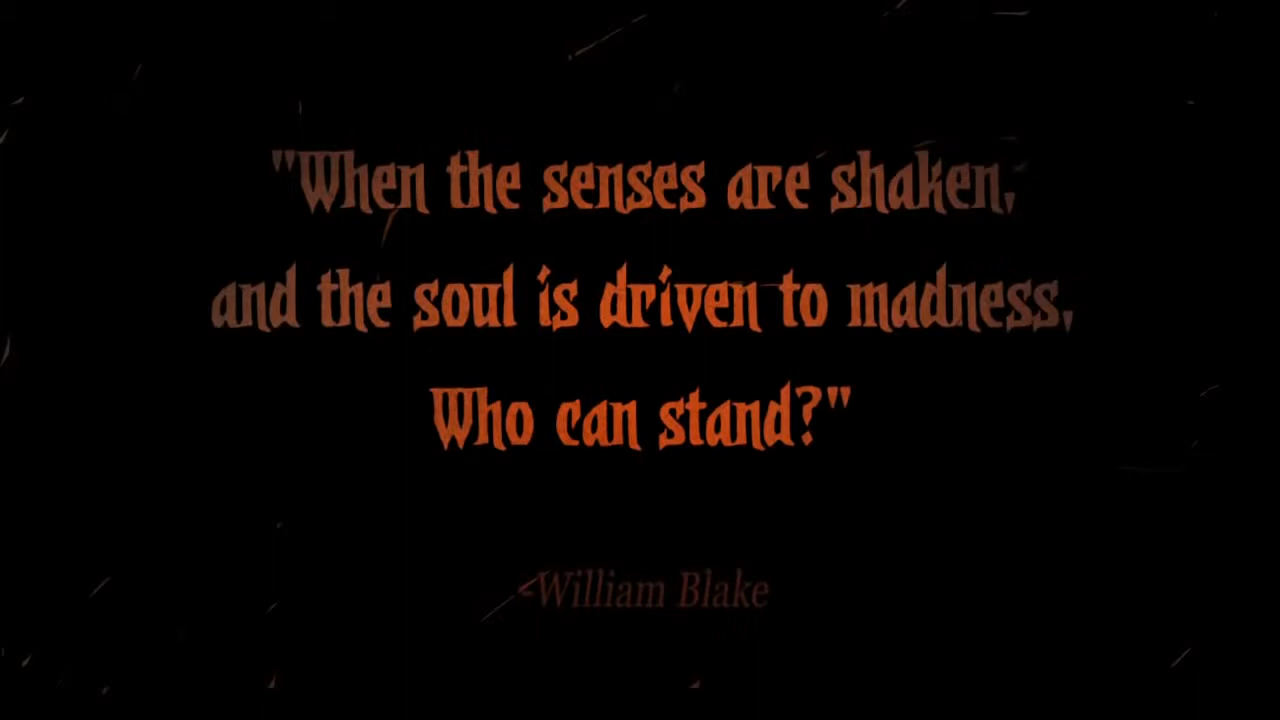 "When the senses are shaken,
and the soul is driven to madness,
Who can stand?"
-William Blake